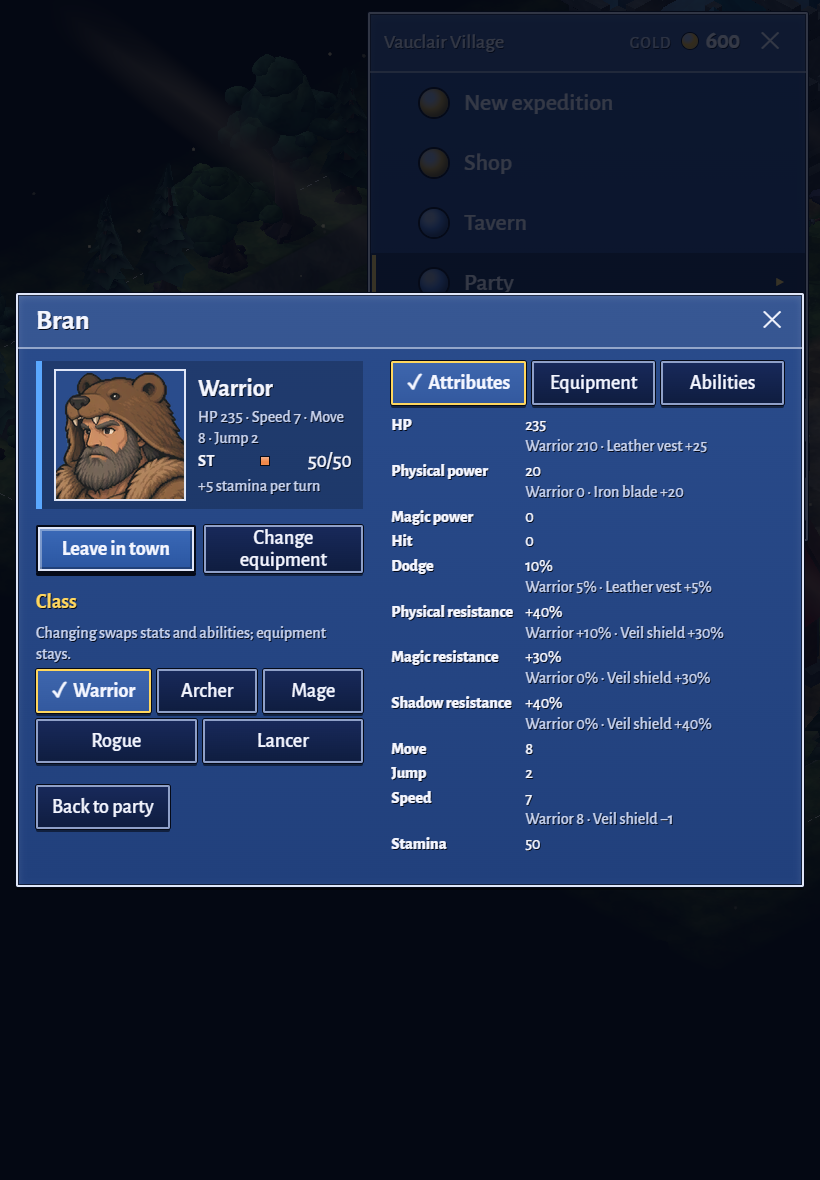 Vauclair Village GOLD 600
New expedition
Shop
Tavern
Party
Bran
Warrior
HP 235 · Speed 7 · Move
8 · Jump 2
ST 50/50
+5 stamina per turn
Leave in town
Change
equipment
Class
Changing swaps stats and abilities; equipment
stays.
✓ Warrior Archer Mage
Rogue Lancer
Back to party
✓ Attributes Equipment Abilities
HP 235
Warrior 210 · Leather vest +25
Physical power 20
Warrior 0 · Iron blade +20
Magic power 0
Hit 0
Dodge 10%
Warrior 5% · Leather vest +5%
Physical resistance +40%
Warrior +10% · Veil shield +30%
Magic resistance +30%
Warrior 0% · Veil shield +30%
Shadow resistance +40%
Warrior 0% · Veil shield +40%
Move 8
Jump 2
Speed 7
Warrior 8 · Veil shield −1
Stamina 50